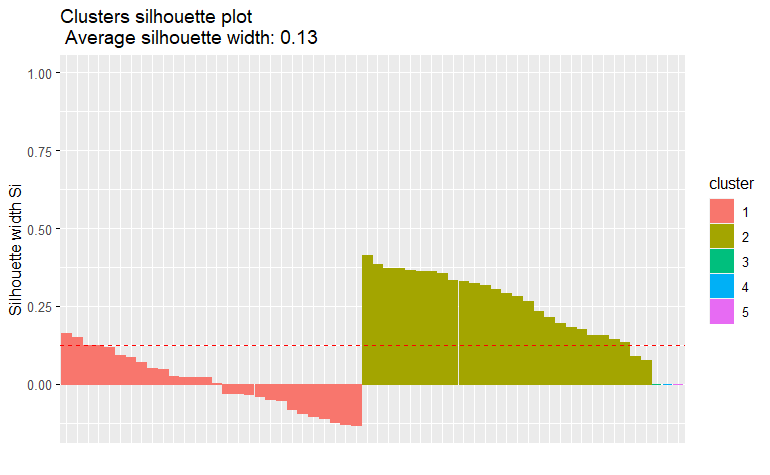 Clusters silhouette plot
Average silhouette width: 0.13
1.00
0.75
0.50
0.25
0.00
Silhouette width Si
cluster
1
2
3
4
5